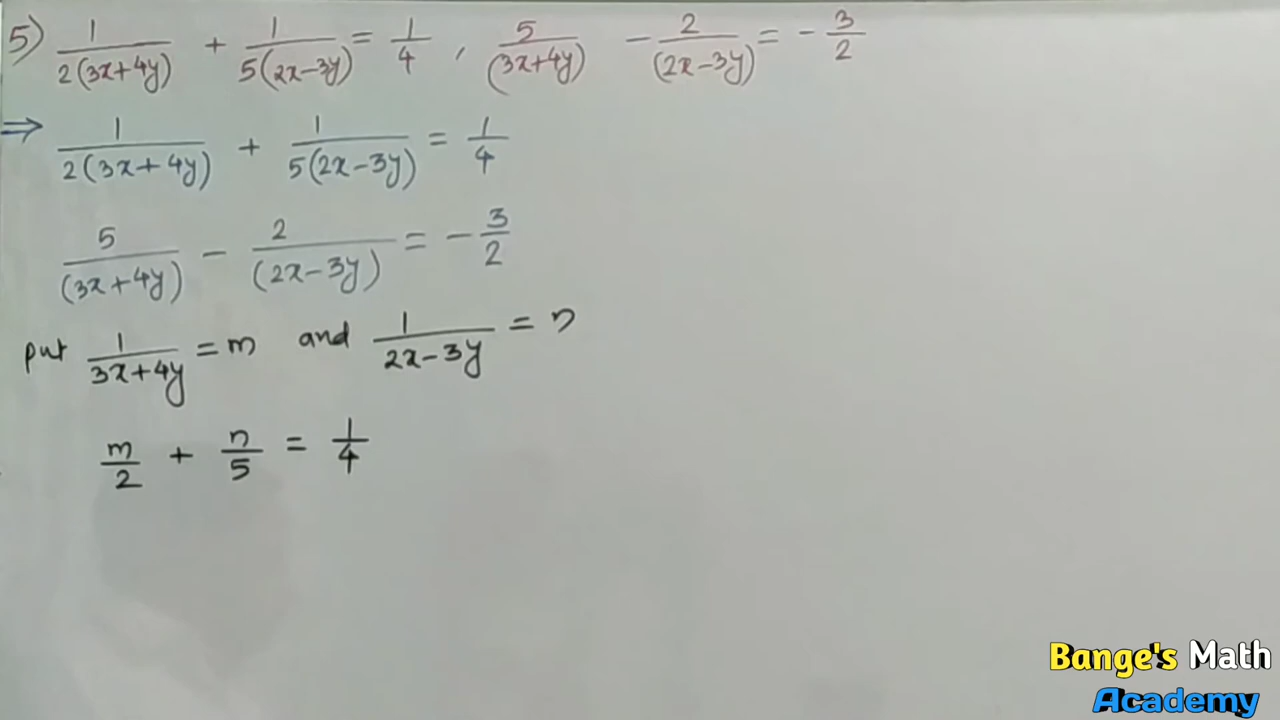 5) 1/2(3x+4y) + 1/5(2x-3y) = 1/4 , 5/(3x+4y) - 2/(2x-3y) = -3/2
⇒ 1/2(3x+4y) + 1/5(2x-3y) = 1/4
5/(3x+4y) - 2/(2x-3y) = -3/2
put 1/3x+4y = m and 1/2x-3y = n
m/2 + n/5 = 1/4
Bange's Math
Academy